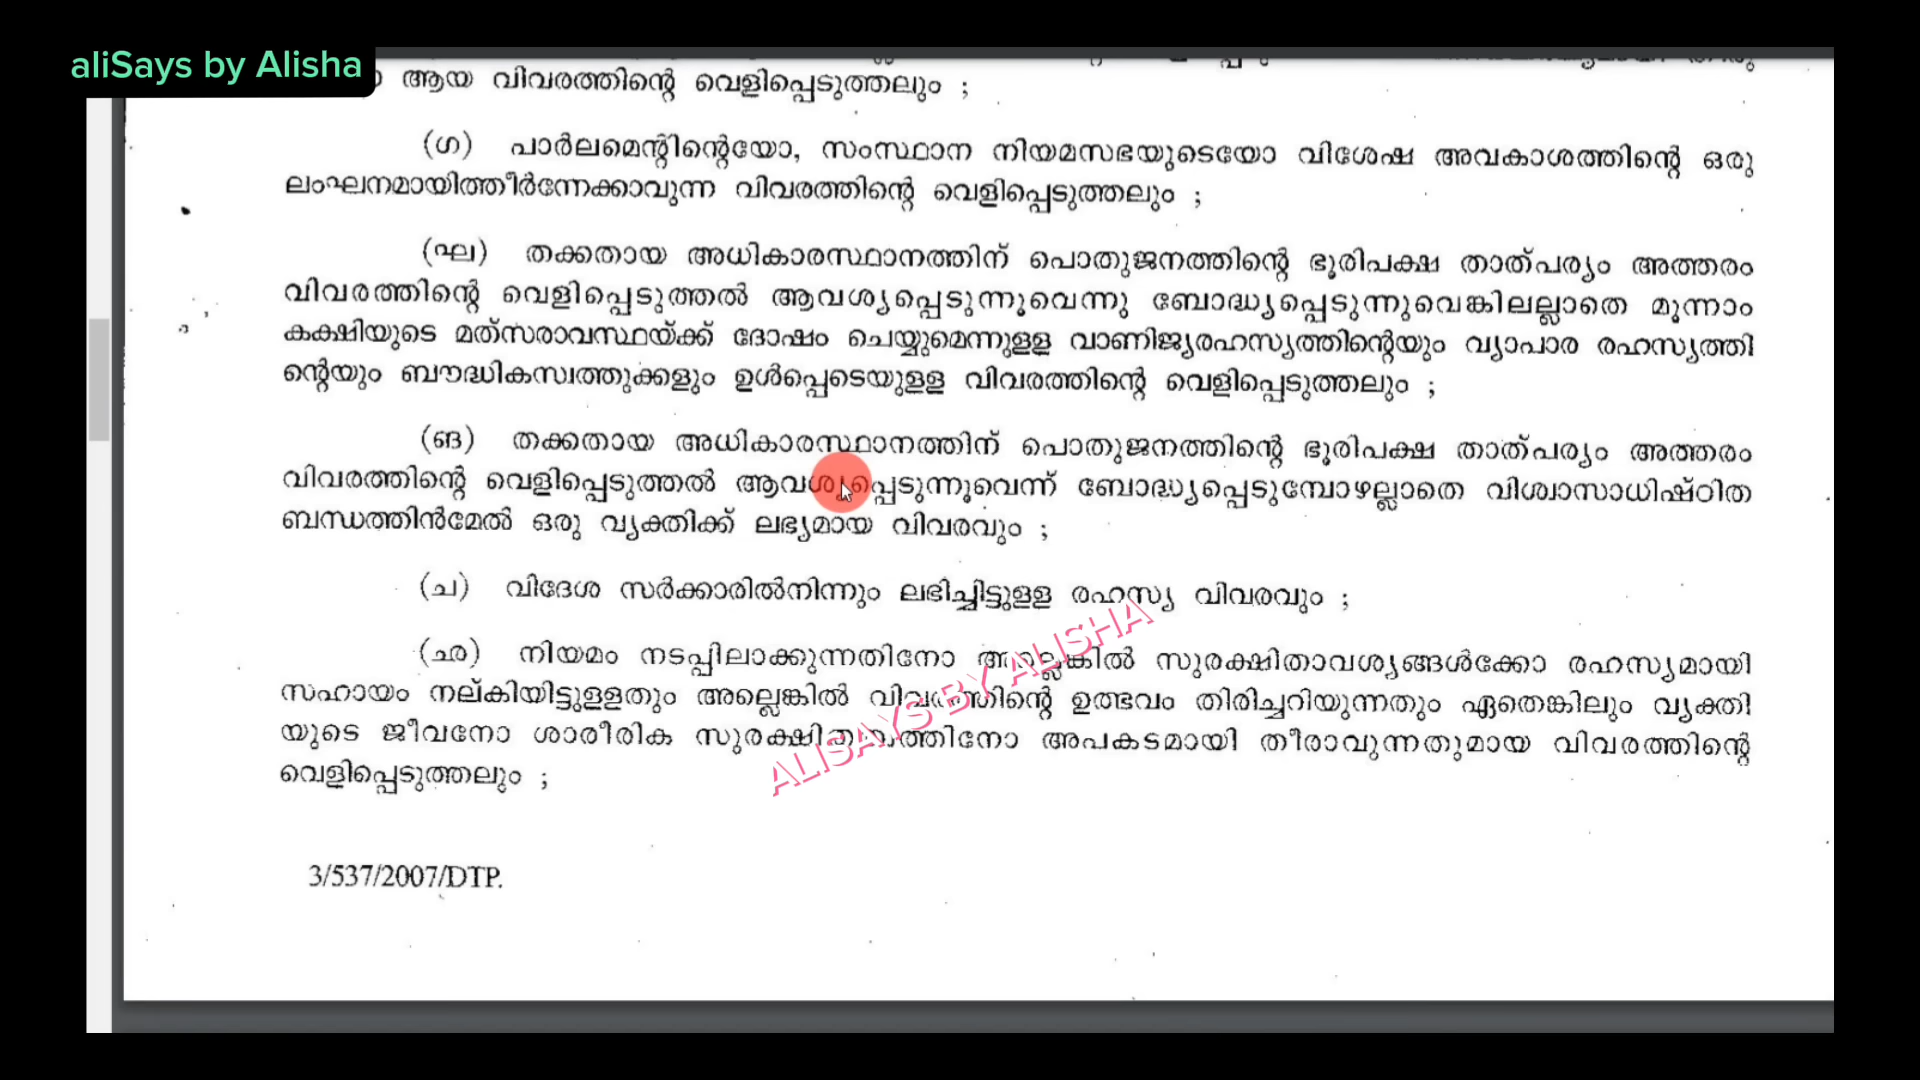 aliSays by Alisha
ആയ വിവരത്തിന്റെ വെളിപ്പെടുത്തലും ;
(ഗ) പാർലമെന്റിന്റെയോ, സംസ്ഥാന നിയമസഭയുടെയോ വിശേഷ അവകാശത്തിന്റെ ഒരു
ലംഘനമായിത്തീർന്നേക്കാവുന്ന വിവരത്തിന്റെ വെളിപ്പെടുത്തലും ;
(ഘ) തക്കതായ അധികാരസ്ഥാനത്തിന് പൊതുജനത്തിന്റെ ഭൂരിപക്ഷ താത്പര്യം അത്തരം
വിവരത്തിന്റെ വെളിപ്പെടുത്തൽ ആവശ്യപ്പെടുന്നൂവെന്നു ബോദ്ധ്യപ്പെടുന്നുവെങ്കിലല്ലാതെ മൂന്നാം
കക്ഷിയുടെ മത്സരാവസ്ഥയ്ക്ക് ദോഷം ചെയ്യുമെന്നുള്ള വാണിജ്യരഹസ്യത്തിന്റെയും വ്യാപാര രഹസ്യത്തി
ന്റെയും ബൗദ്ധികസ്വത്തുക്കളും ഉൾപ്പെടെയുള്ള വിവരത്തിന്റെ വെളിപ്പെടുത്തലും ;
(ങ) തക്കതായ അധികാരസ്ഥാനത്തിന് പൊതുജനത്തിന്റെ ഭൂരിപക്ഷ താത്പര്യം അത്തരം
വിവരത്തിന്റെ വെളിപ്പെടുത്തൽ ആവശ്യപ്പെടുന്നൂവെന്ന് ബോദ്ധ്യപ്പെടുമ്പോഴല്ലാതെ വിശ്വാസാധിഷ്ഠിത
ബന്ധത്തിൻമേൽ ഒരു വ്യക്തിക്ക് ലഭ്യമായ വിവരവും ;
(ച) വിദേശ സർക്കാരിൽനിന്നും ലഭിച്ചിട്ടുള്ള രഹസ്യ വിവരവും ;
(ഛ) നിയമം നടപ്പിലാക്കുന്നതിനോ അല്ലെങ്കിൽ സുരക്ഷിതാവശ്യങ്ങൾക്കോ രഹസ്യമായി
സഹായം നല്കിയിട്ടുള്ളതും അല്ലെങ്കിൽ വിവരത്തിന്റെ ഉത്ഭവം തിരിച്ചറിയുന്നതും ഏതെങ്കിലും വ്യക്തി
യുടെ ജീവനോ ശാരീരിക സുരക്ഷിതത്വത്തിനോ അപകടമായി തീരാവുന്നതുമായ വിവരത്തിന്റെ
വെളിപ്പെടുത്തലും ;
ALISAYS BY ALISHA
3/537/2007/DTP.